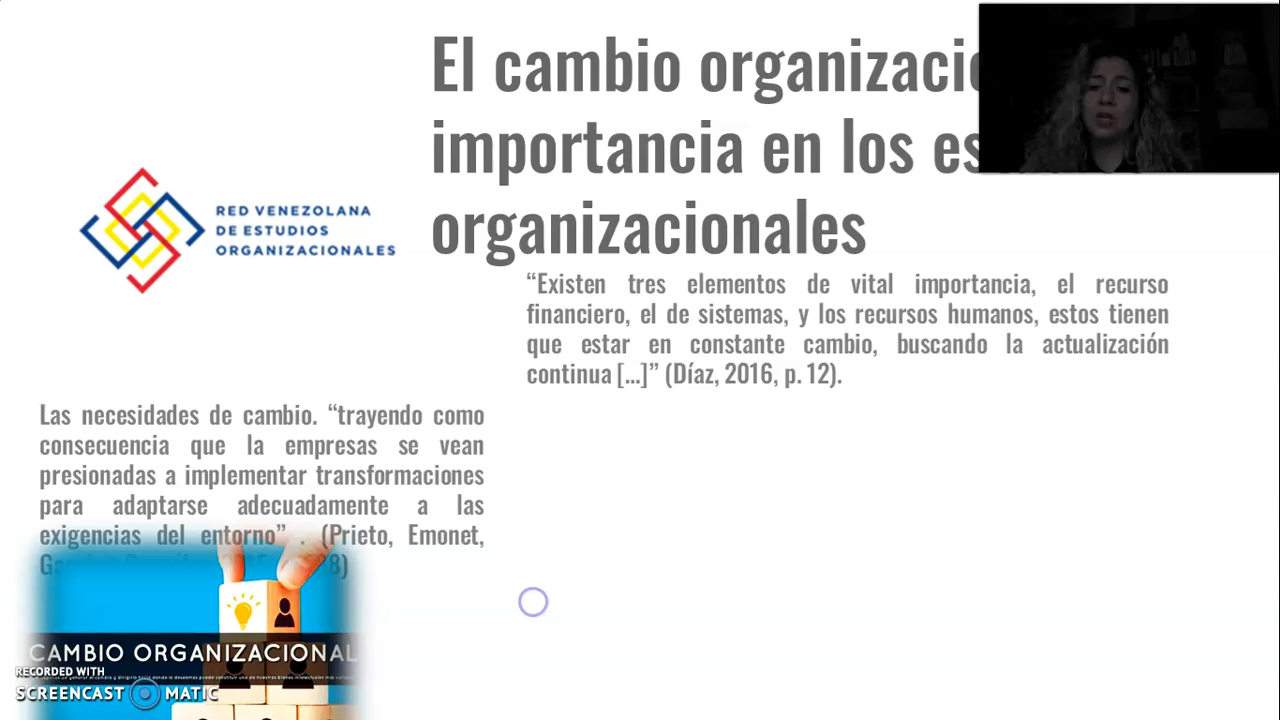 El cambio organizacio
importancia en los es
organizacionales
RED VENEZOLANA
DE ESTUDIOS
ORGANIZACIONALES
“Existen tres elementos de vital importancia, el recurso
financiero, el de sistemas, y los recursos humanos, estos tienen
que estar en constante cambio, buscando la actualización
continua [...]” (Díaz, 2016, p. 12).
Las necesidades de cambio. “trayendo como
consecuencia que la empresas se vean
presionadas a implementar transformaciones
para adaptarse adecuadamente a las
exigencias del entorno” . (Prieto, Emonet,
CAMBIO ORGANIZACIONAL
RECORDED WITH
SCREENCAST MATIC